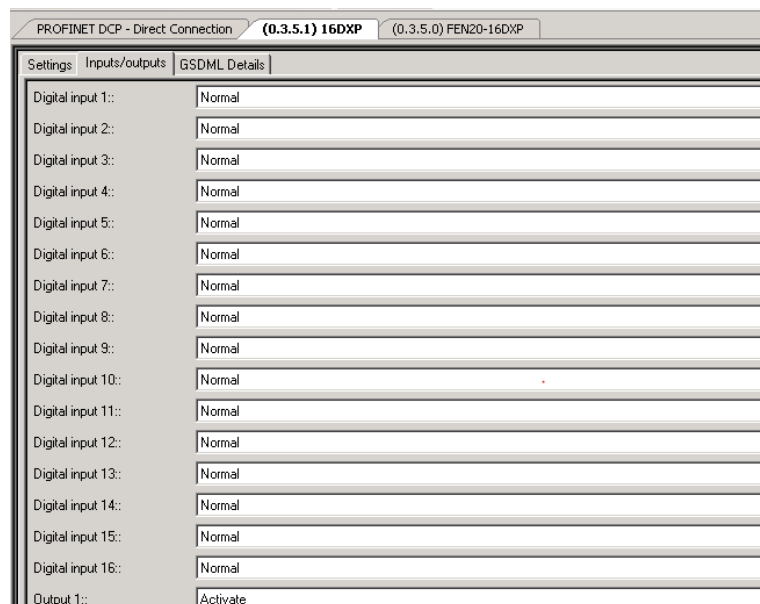 PROFINET DCP - Direct Connection (0.3.5.1) 16DXP (0.3.5.0) FEN20-16DXP
Settings Inputs/outputs GSDML Details
Digital input 1:: Normal
Digital input 2:: Normal
Digital input 3:: Normal
Digital input 4:: Normal
Digital input 5:: Normal
Digital input 6:: Normal
Digital input 7:: Normal
Digital input 8:: Normal
Digital input 9:: Normal
Digital input 10:: Normal
Digital input 11:: Normal
Digital input 12:: Normal
Digital input 13:: Normal
Digital input 14:: Normal
Digital input 15:: Normal
Digital input 16:: Normal
Output 1:: Activate